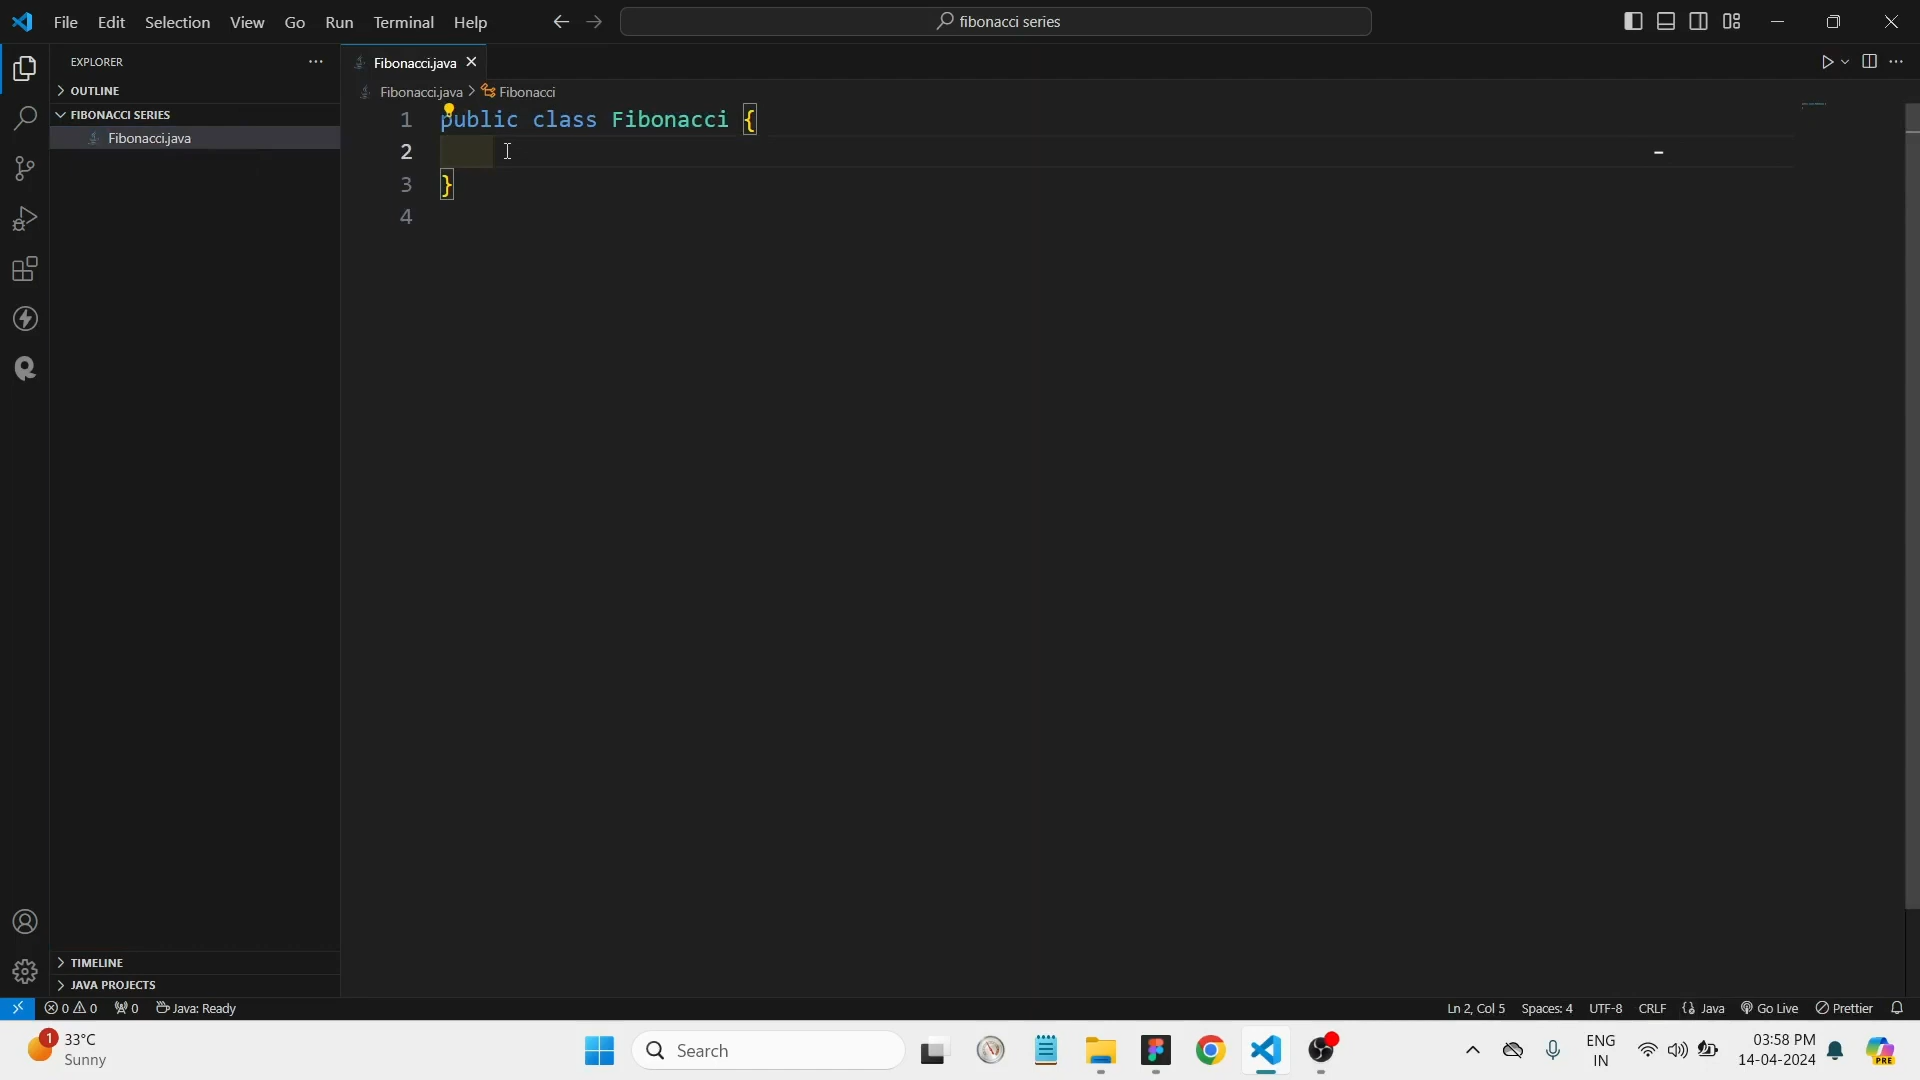 File Edit Selection View Go Run Terminal Help
fibonacci series
EXPLORER
OUTLINE
FIBONACCI SERIES
Fibonacci.java
Fibonacci.java
Fibonacci.java > Fibonacci
1 public class Fibonacci {
2
3 }
4
TIMELINE
JAVA PROJECTS
0 0 0 Java: Ready
Ln 2, Col 5 Spaces: 4 UTF-8 CRLF {} Java Go Live Prettier
1
33°C
Sunny
Search
PRE
ENG
IN
03:58 PM
14-04-2024